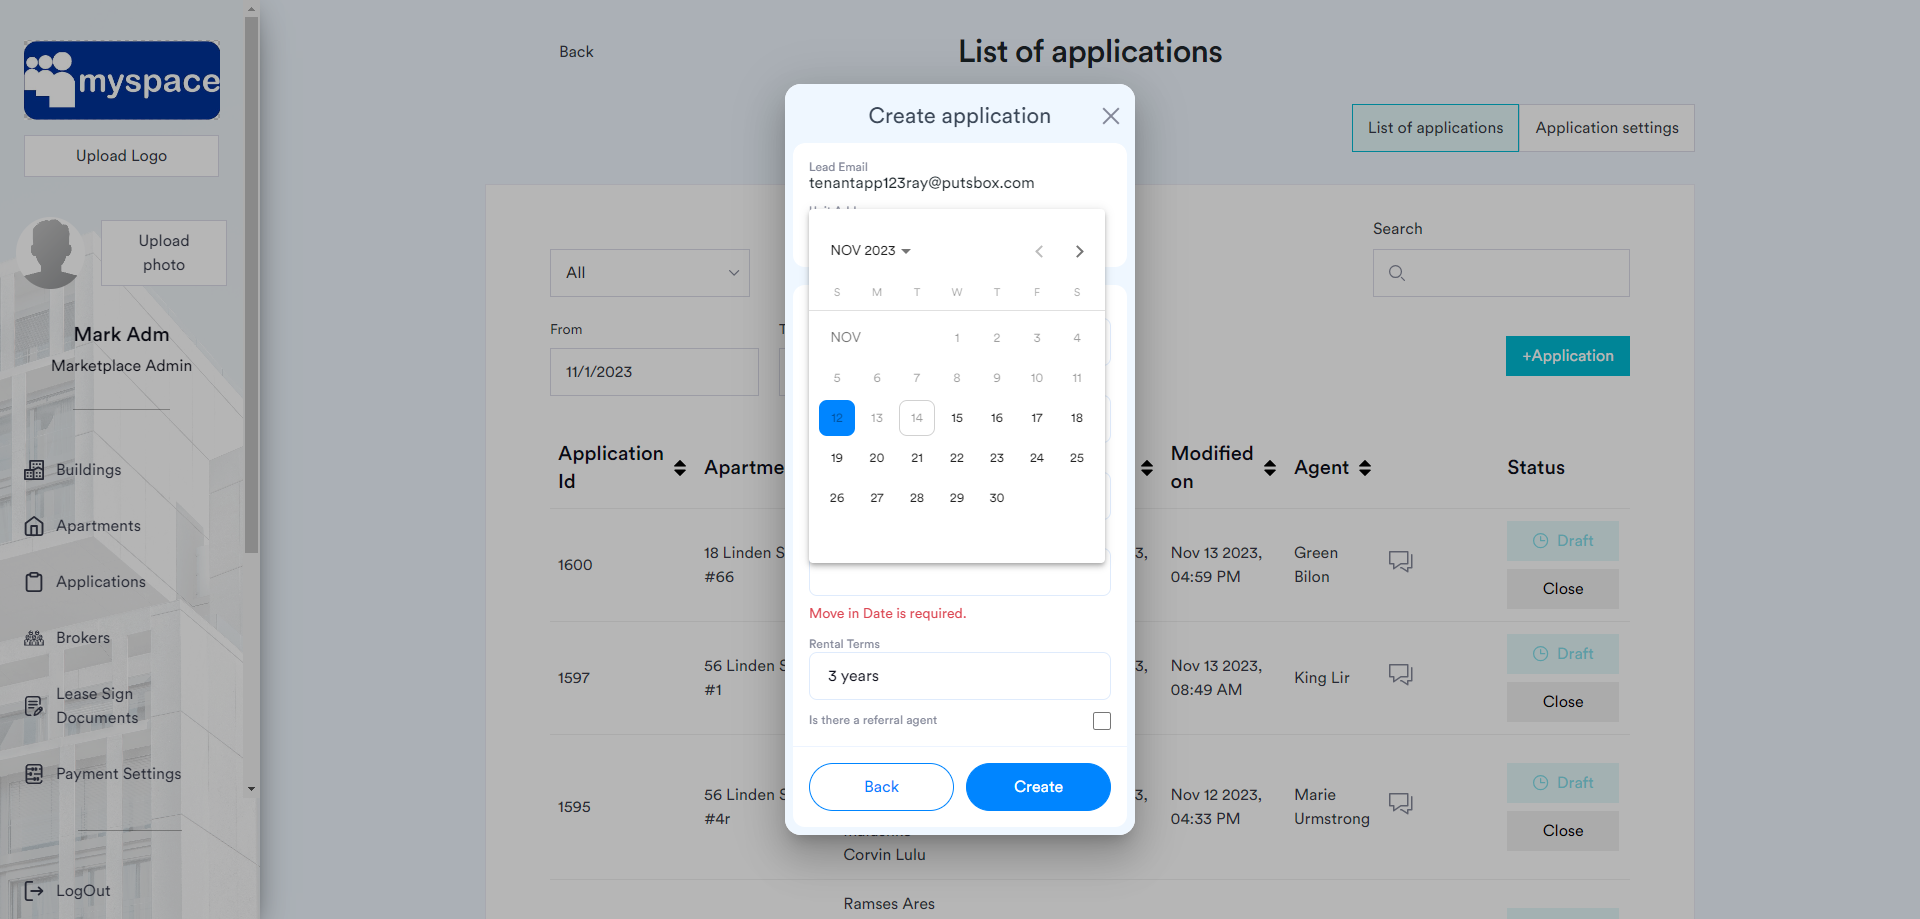 myspace
Upload Logo
Upload
photo
Mark Adm
Marketplace Admin
Buildings
Apartments
Applications
Brokers
Lease Sign
Documents
Payment Settings
LogOut
Back
List of applications
List of applications
Application settings
All
Search
From
11/1/2023
+Application
Application
Id
Apartme
Modified
on
Agent
Status
1600
18 Linden S
#66
3,
Nov 13 2023,
04:59 PM
Green
Bilon
Draft
Close
1597
56 Linden S
#1
3,
Nov 13 2023,
08:49 AM
King Lir
Draft
Close
1595
56 Linden S
#4r
Corvin Lulu
3,
Nov 12 2023,
04:33 PM
Marie
Urmstrong
Draft
Close
Ramses Ares
Create application
Lead Email
tenantapp123ray@putsbox.com
NOV 2023
S M T W T F S
NOV 1 2 3 4
5 6 7 8 9 10 11
12 13 14 15 16 17 18
19 20 21 22 23 24 25
26 27 28 29 30
Move in Date is required.
Rental Terms
3 years
Is there a referral agent
Back
Create